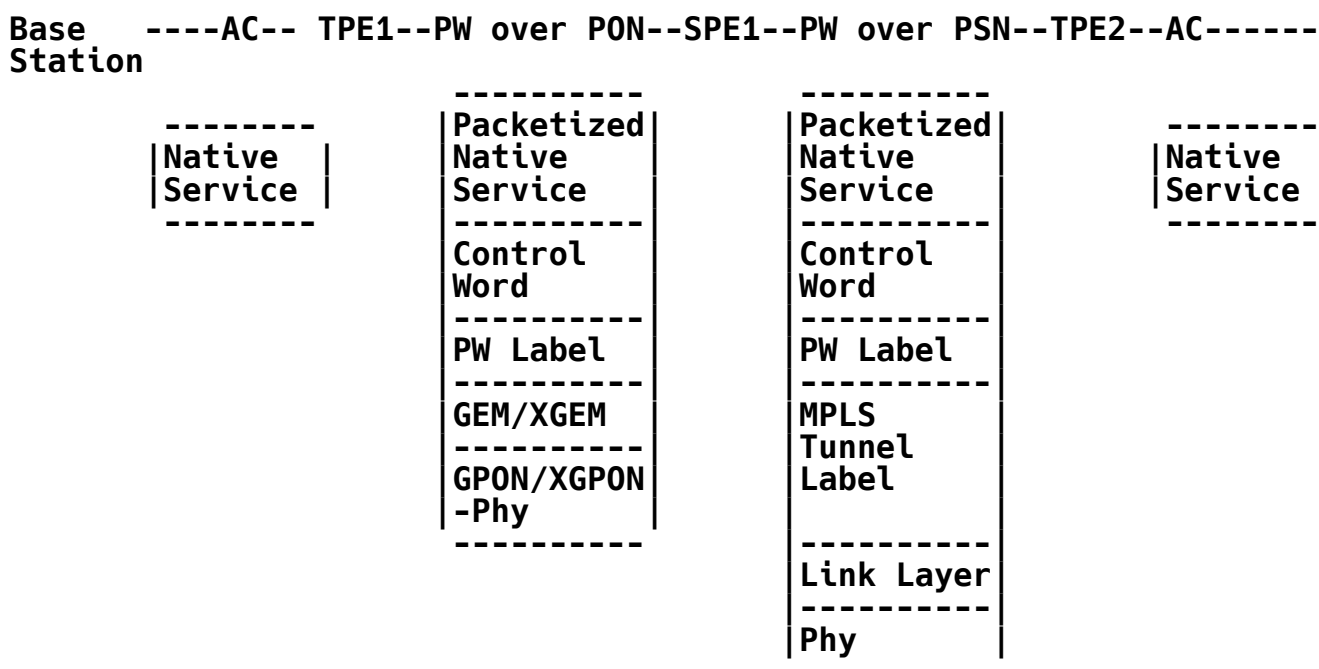 Base   ----AC-- TPE1--PW over PON--SPE1--PW over PSN--TPE2--AC------
Station
                       ----------        ----------
        --------      |Packetized|      |Packetized|        --------
       |Native  |     |Native    |      |Native    |       |Native
       |Service |     |Service   |      |Service   |       |Service
        --------      |----------|      |----------|        --------
                      |Control   |      |Control   |
                      |Word      |      |Word      |
                      |----------|      |----------|
                      |PW Label  |      |PW Label  |
                      |----------|      |----------|
                      |GEM/XGEM  |      |MPLS      |
                      |----------|      |Tunnel    |
                      |GPON/XGPON|      |Label     |
                      |-Phy      |      |          |
                       ----------       |----------|
                                        |Link Layer|
                                        |----------|
                                        |Phy       |